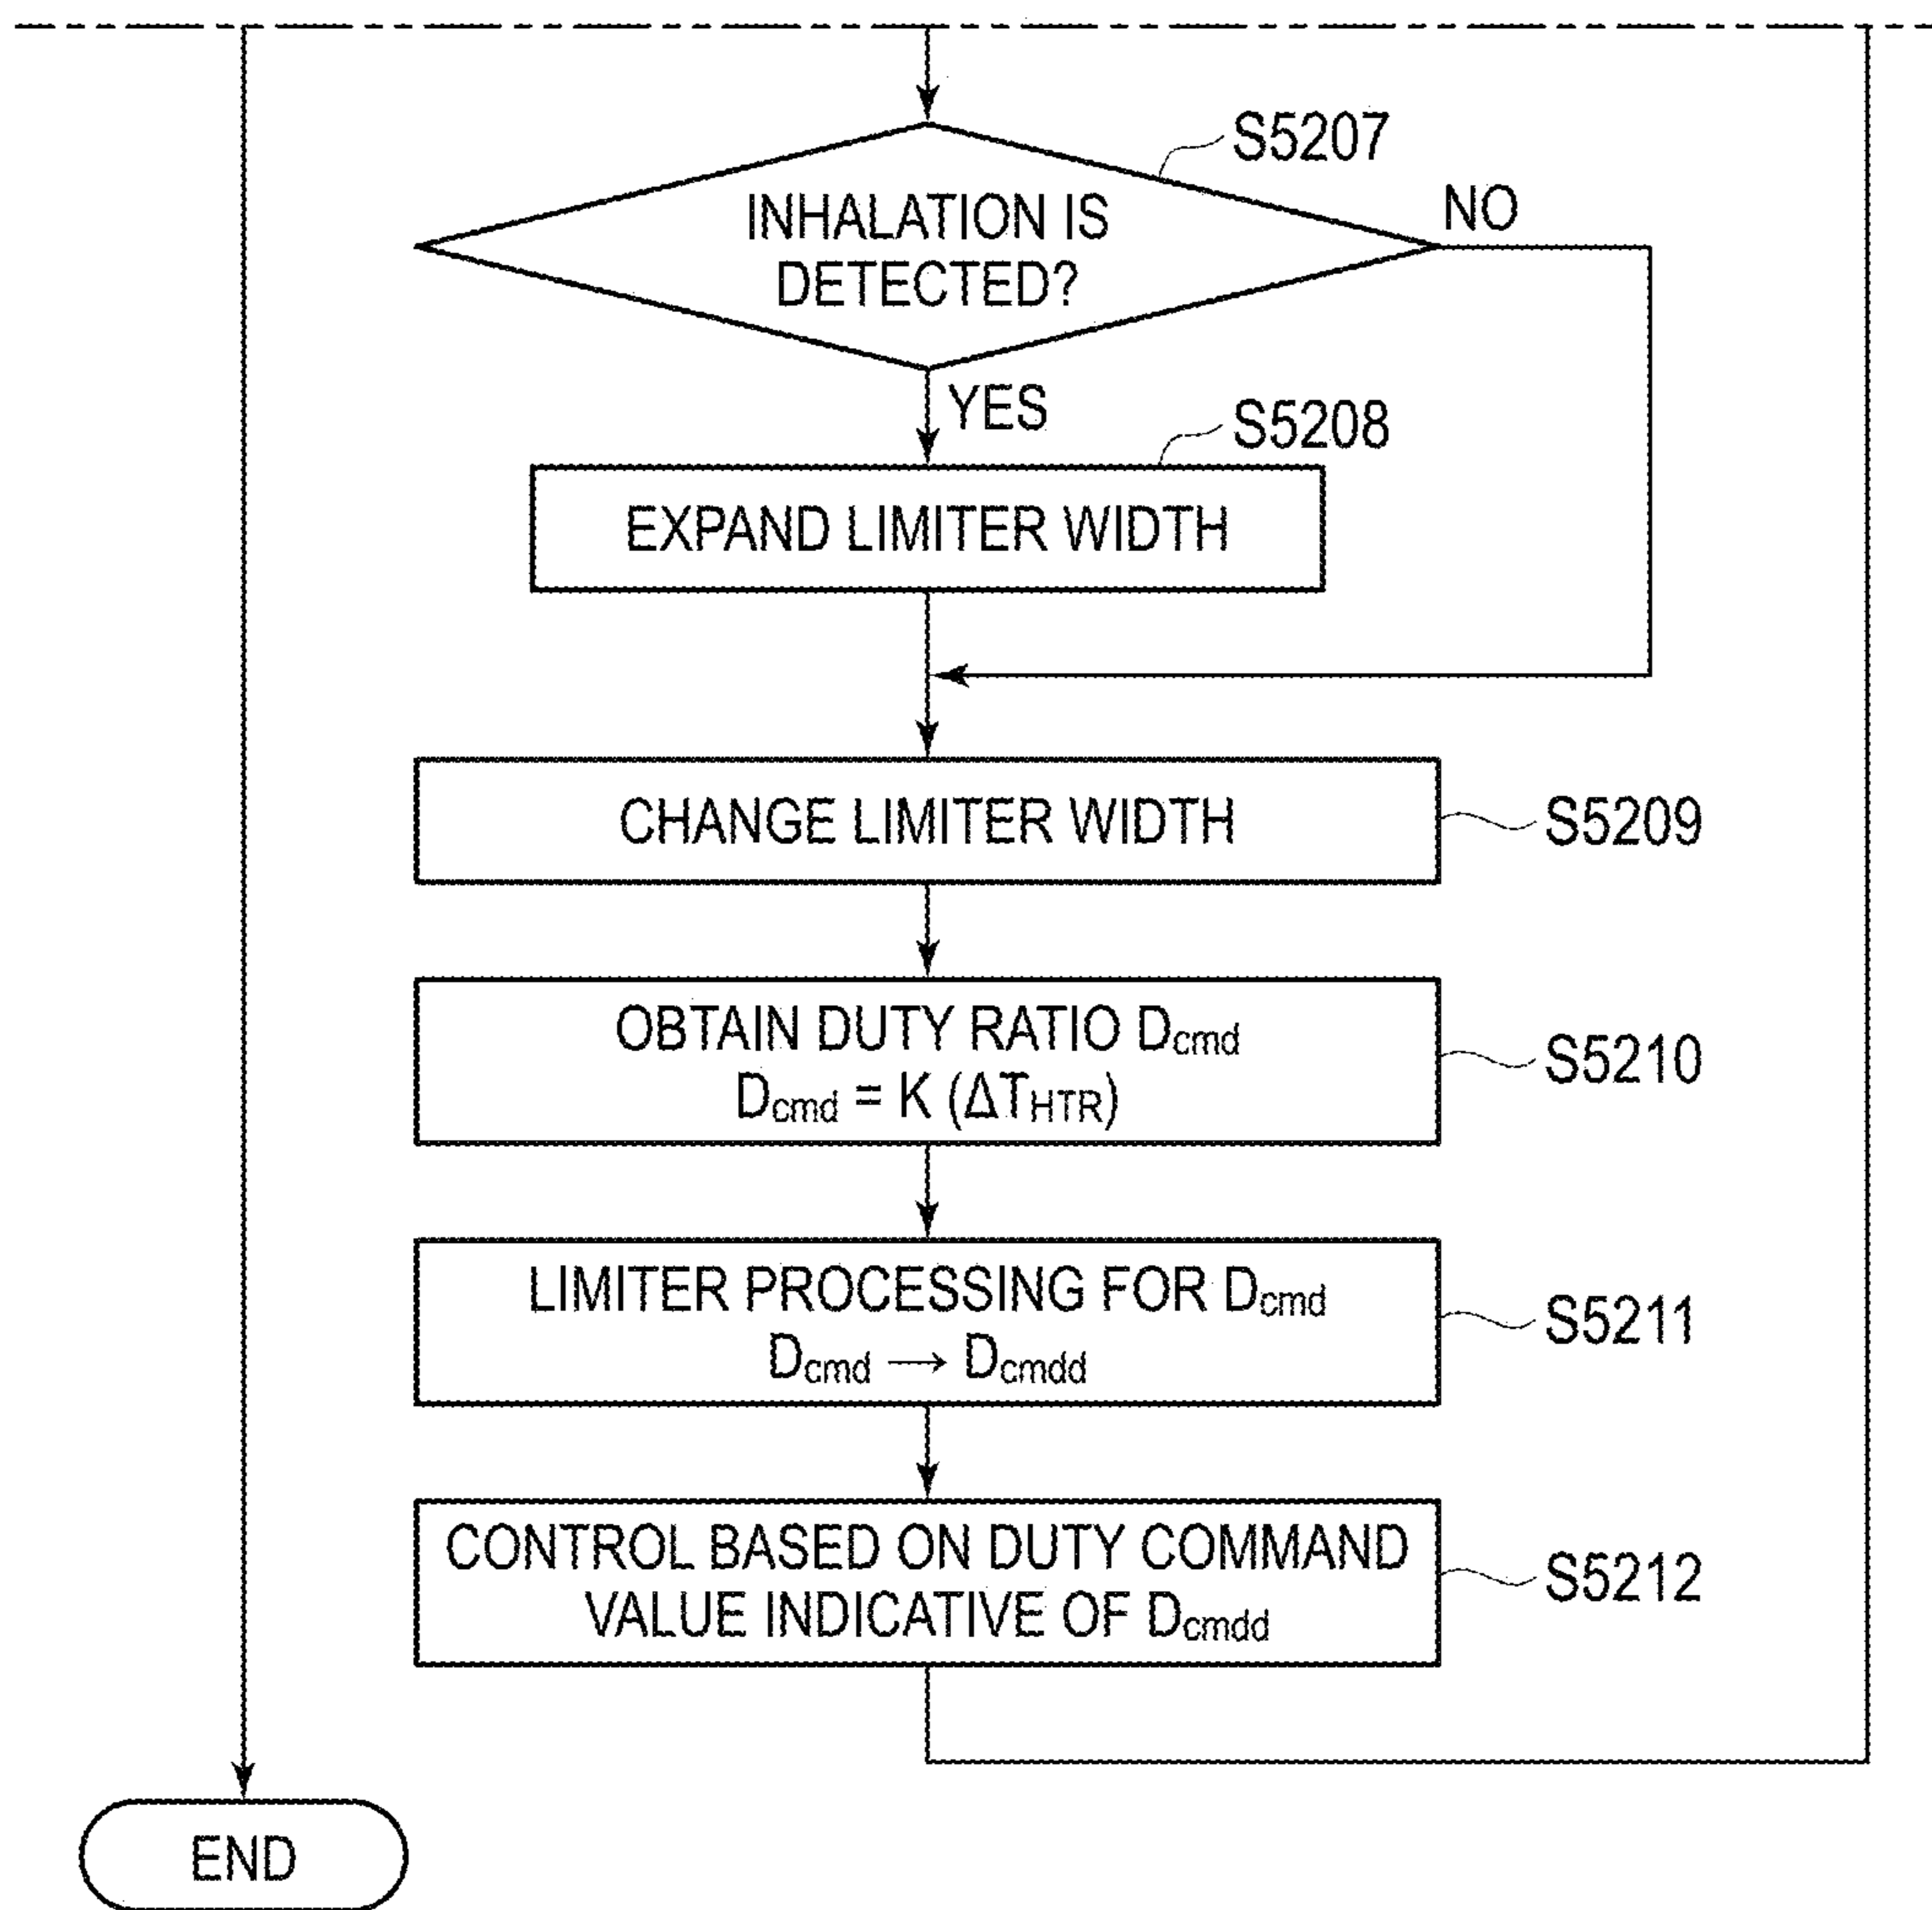 S5207
NO
INHALATION IS
DETECTED?
YES
S5208
EXPAND LIMITER WIDTH
CHANGE LIMITER WIDTH
S5209
OBTAIN DUTY RATIO Dcmd
Dcmd = K (ΔTHTR)
S5210
LIMITER PROCESSING FOR Dcmd
Dcmd → Dcmdd
S5211
CONTROL BASED ON DUTY COMMAND
VALUE INDICATIVE OF Dcmdd
S5212
END